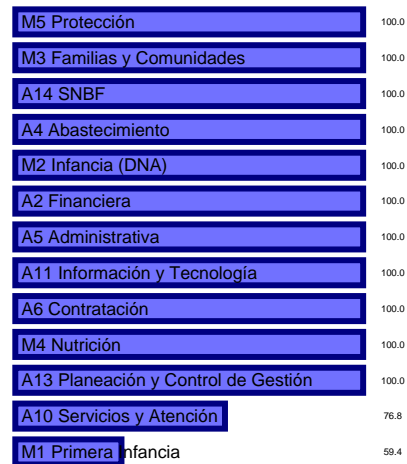 M5 Protección 100.0
M3 Familias y Comunidades 100.0
A14 SNBF 100.0
A4 Abastecimiento 100.0
M2 Infancia (DNA) 100.0
A2 Financiera 100.0
A5 Administrativa 100.0
A11 Información y Tecnología 100.0
A6 Contratación 100.0
M4 Nutrición 100.0
A13 Planeación y Control de Gestión 100.0
A10 Servicios y Atención 76.8
M1 Primera Infancia 59.4